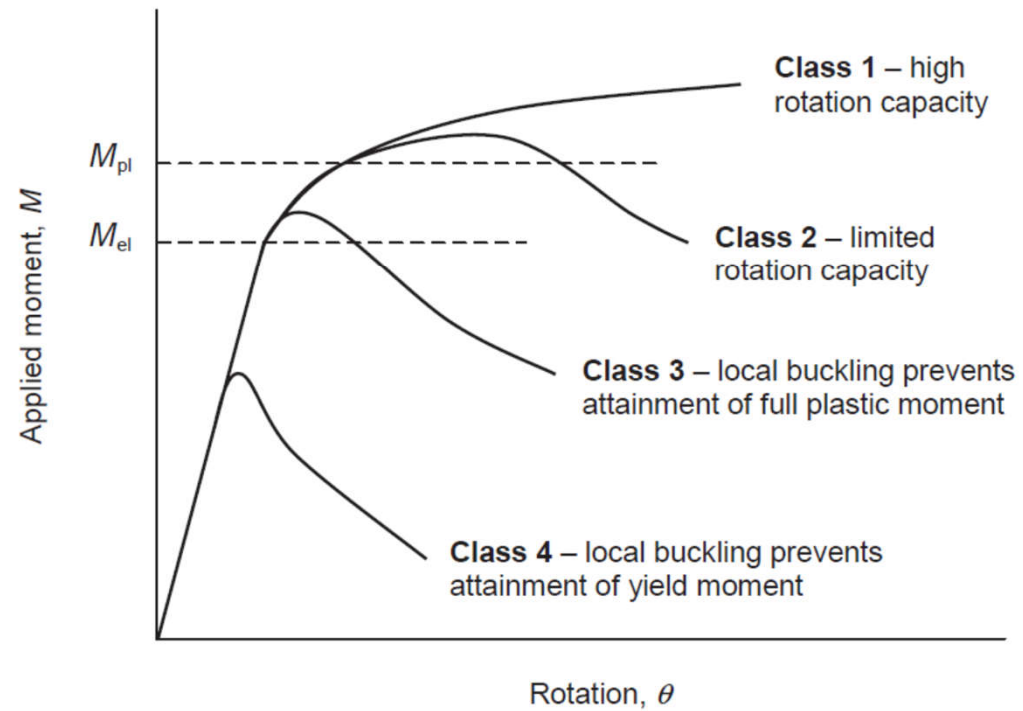 Class 1 – high
rotation capacity
Mpl
Mel
Applied moment, M
Class 2 – limited
rotation capacity
Class 3 – local buckling prevents
attainment of full plastic moment
Class 4 – local buckling prevents
attainment of yield moment
Rotation, θ